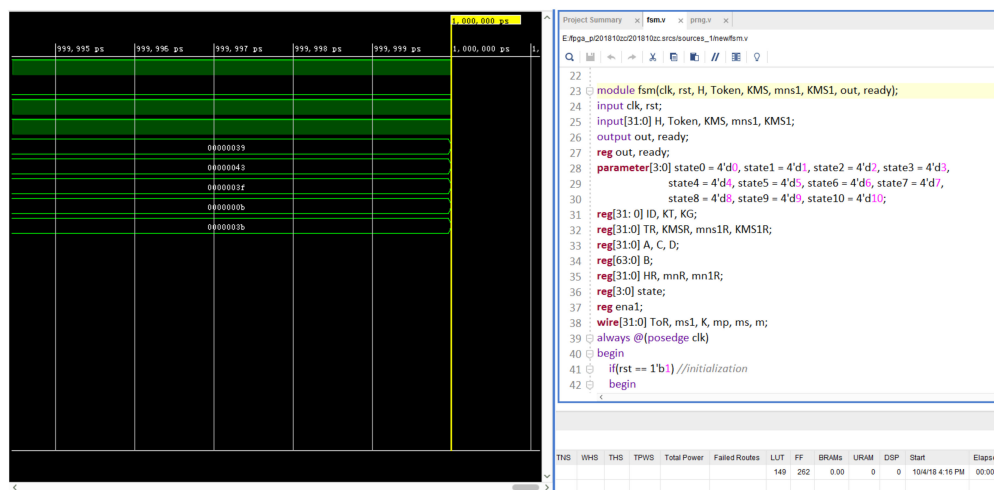 1,000,000 ps
999,995 ps 999,996 ps 999,997 ps 999,998 ps 999,999 ps 1,000,000 ps 1,
00000039
00000043
0000003f
0000000b
0000003b
Project Summary × fsm.v × prng.v ×
E:/fpga_p/201810zc/201810zc.srcs/sources_1/new/fsm.v
22
23 module fsm(clk, rst, H, Token, KMS, mns1, KMS1, out, ready);
24 input clk, rst;
25 input[31:0] H, Token, KMS, mns1, KMS1;
26 output out, ready;
27 reg out, ready;
28 parameter[3:0] state0 = 4'd0, state1 = 4'd1, state2 = 4'd2, state3 = 4'd3,
29 state4 = 4'd4, state5 = 4'd5, state6 = 4'd6, state7 = 4'd7,
30 state8 = 4'd8, state9 = 4'd9, state10 = 4'd10;
31 reg[31: 0] ID, KT, KG;
32 reg[31:0] TR, KMSR, mns1R, KMS1R;
33 reg[31:0] A, C, D;
34 reg[63:0] B;
35 reg[31:0] HR, mnR, mn1R;
36 reg[3:0] state;
37 reg ena1;
38 wire[31:0] ToR, ms1, K, mp, ms, m;
39 always @(posedge clk)
40 begin
41 if(rst == 1'b1) //initialization
42 begin
TNS WHS THS TPWS Total Power Failed Routes LUT FF BRAMs URAM DSP Start Elapse
149 262 0.00 0 0 10/4/18 4:16 PM 00:00